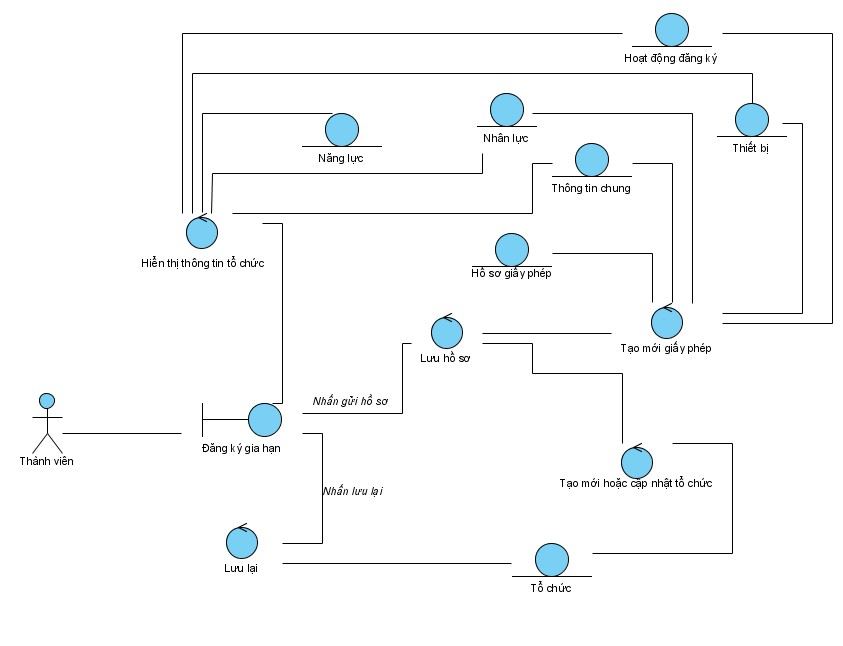 Hoạt động đăng ký
Nhân lực
Thiết bị
Năng lực
Thông tin chung
Hiển thị thông tin tổ chức
Hồ sơ giấy phép
Tạo mới giấy phép
Lưu hồ sơ
Nhấn gửi hồ sơ
Đăng ký gia hạn
Thành viên
Tạo mới hoặc cập nhật tổ chức
Nhấn lưu lại
Lưu lại
Tổ chức